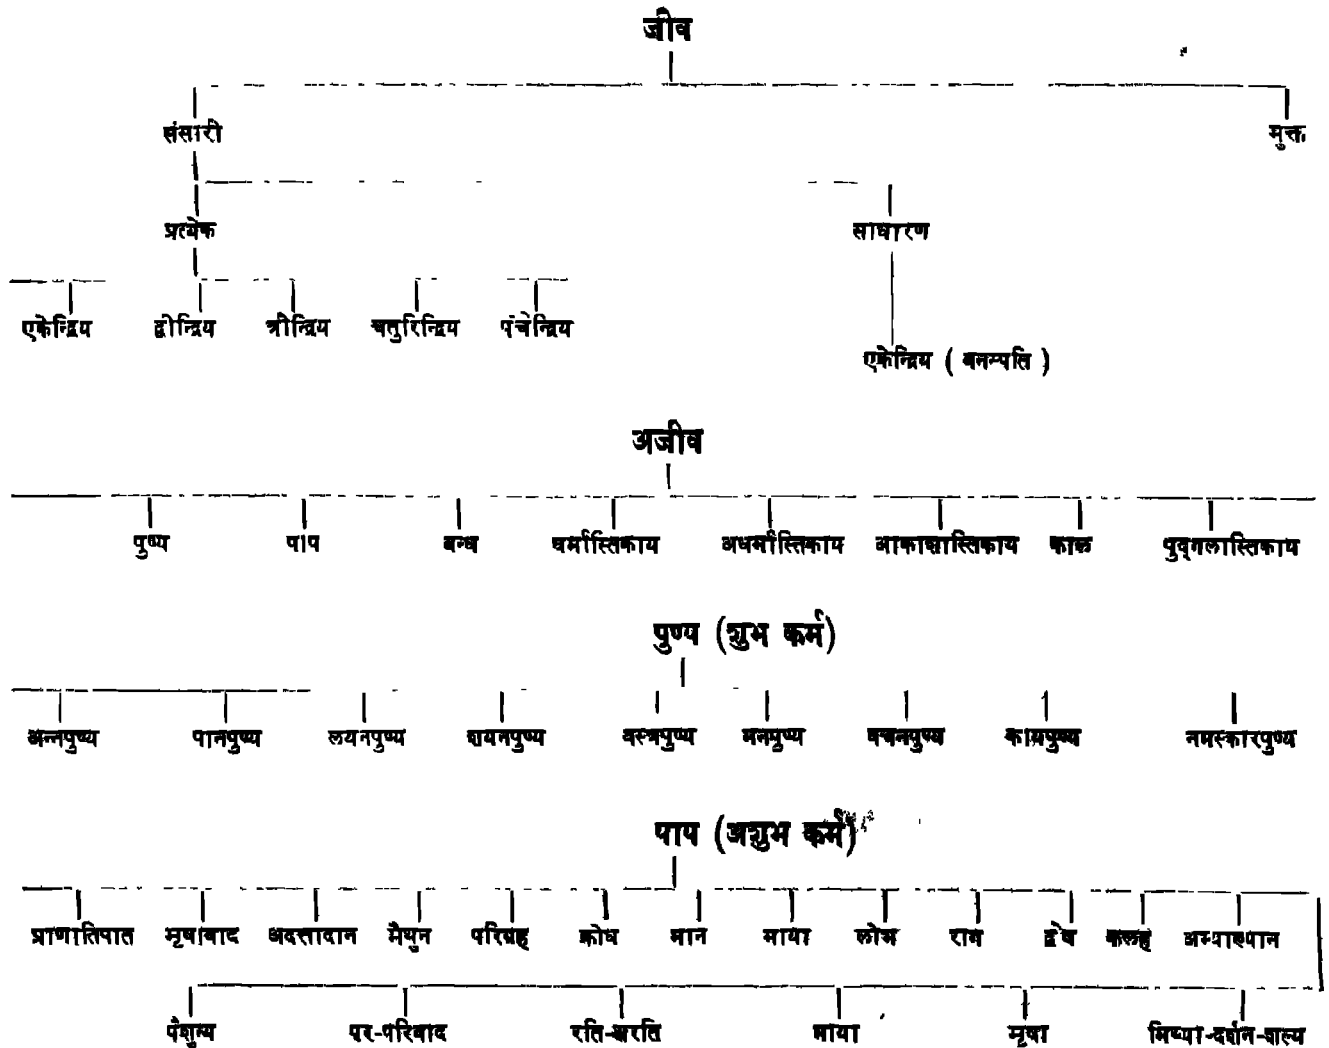 जीव
संसारी मुक्त
प्रत्येक साधारण
एकेन्द्रिय द्वीन्द्रिय त्रीन्द्रिय चतुरिन्द्रिय पंचेन्द्रिय
एकेन्द्रिय ( वनस्पति )
अजीव
पुण्य पाप बन्ध धर्मास्तिकाय अधर्मास्तिकाय आकाशास्तिकाय काल पुद्गलास्तिकाय
पुण्य (शुभ कर्म)
अन्नपुण्य पानपुण्य लयनपुण्य शयनपुण्य वस्त्रपुण्य मनपुण्य वचनपुण्य कायपुण्य नमस्कारपुण्य
पाप (अशुभ कर्म)
प्राणातिपात मृषावाद अदत्तादान मैथुन परिग्रह क्रोध मान माया लोभ राग द्वेष कलह अभ्याख्यान
पैशुन्य पर-परिवाद रति-अरति माया मृषा मिथ्या-दर्शन-शल्य